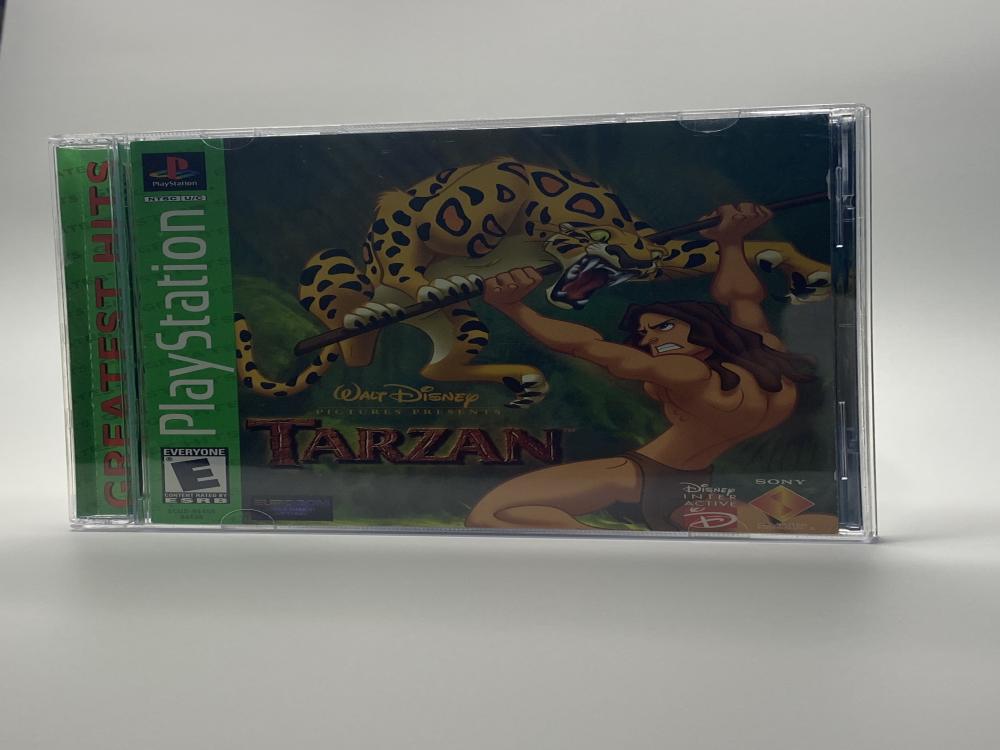 GREATEST HITS
PlayStation
NTSC U/C
PlayStation
EVERYONE
E
CONTENT RATED BY
ESRB
WALT DISNEY
PICTURES PRESENTS
TARZAN
DISNEY
INTER
ACTIVE
D
SONY